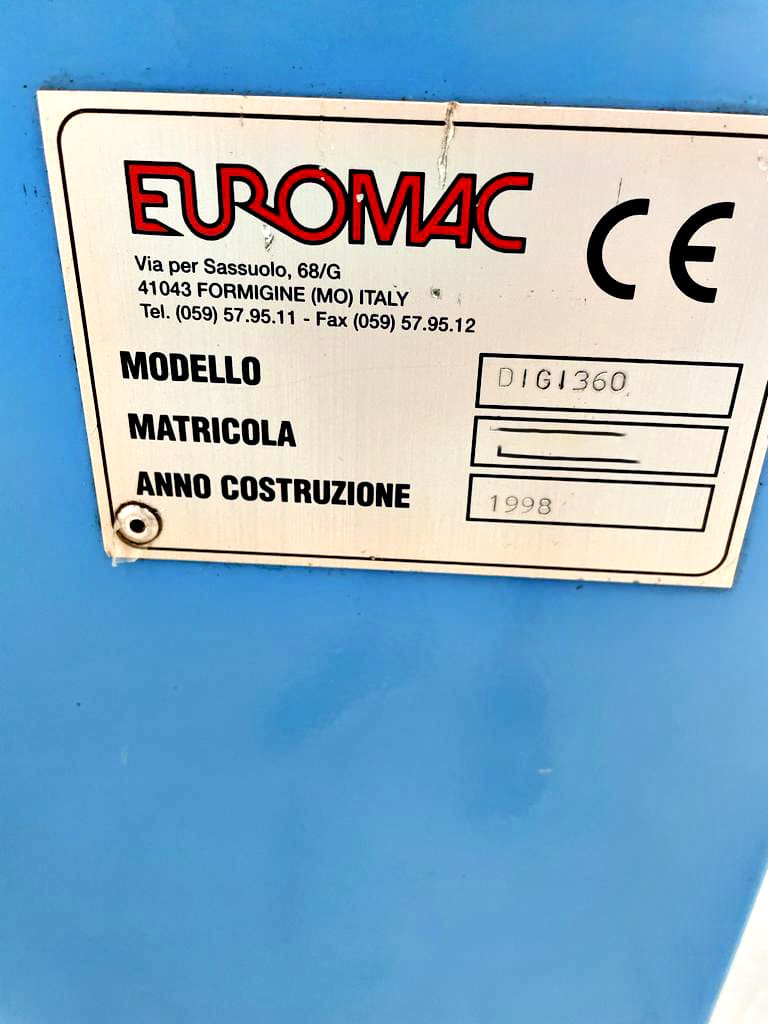 EUROMAC
CE
Via per Sassuolo, 68/G
41043 FORMIGINE (MO) ITALY
Tel. (059) 57.95.11 - Fax (059) 57.95.12
MODELLO DIGI360
MATRICOLA
ANNO COSTRUZIONE 1998